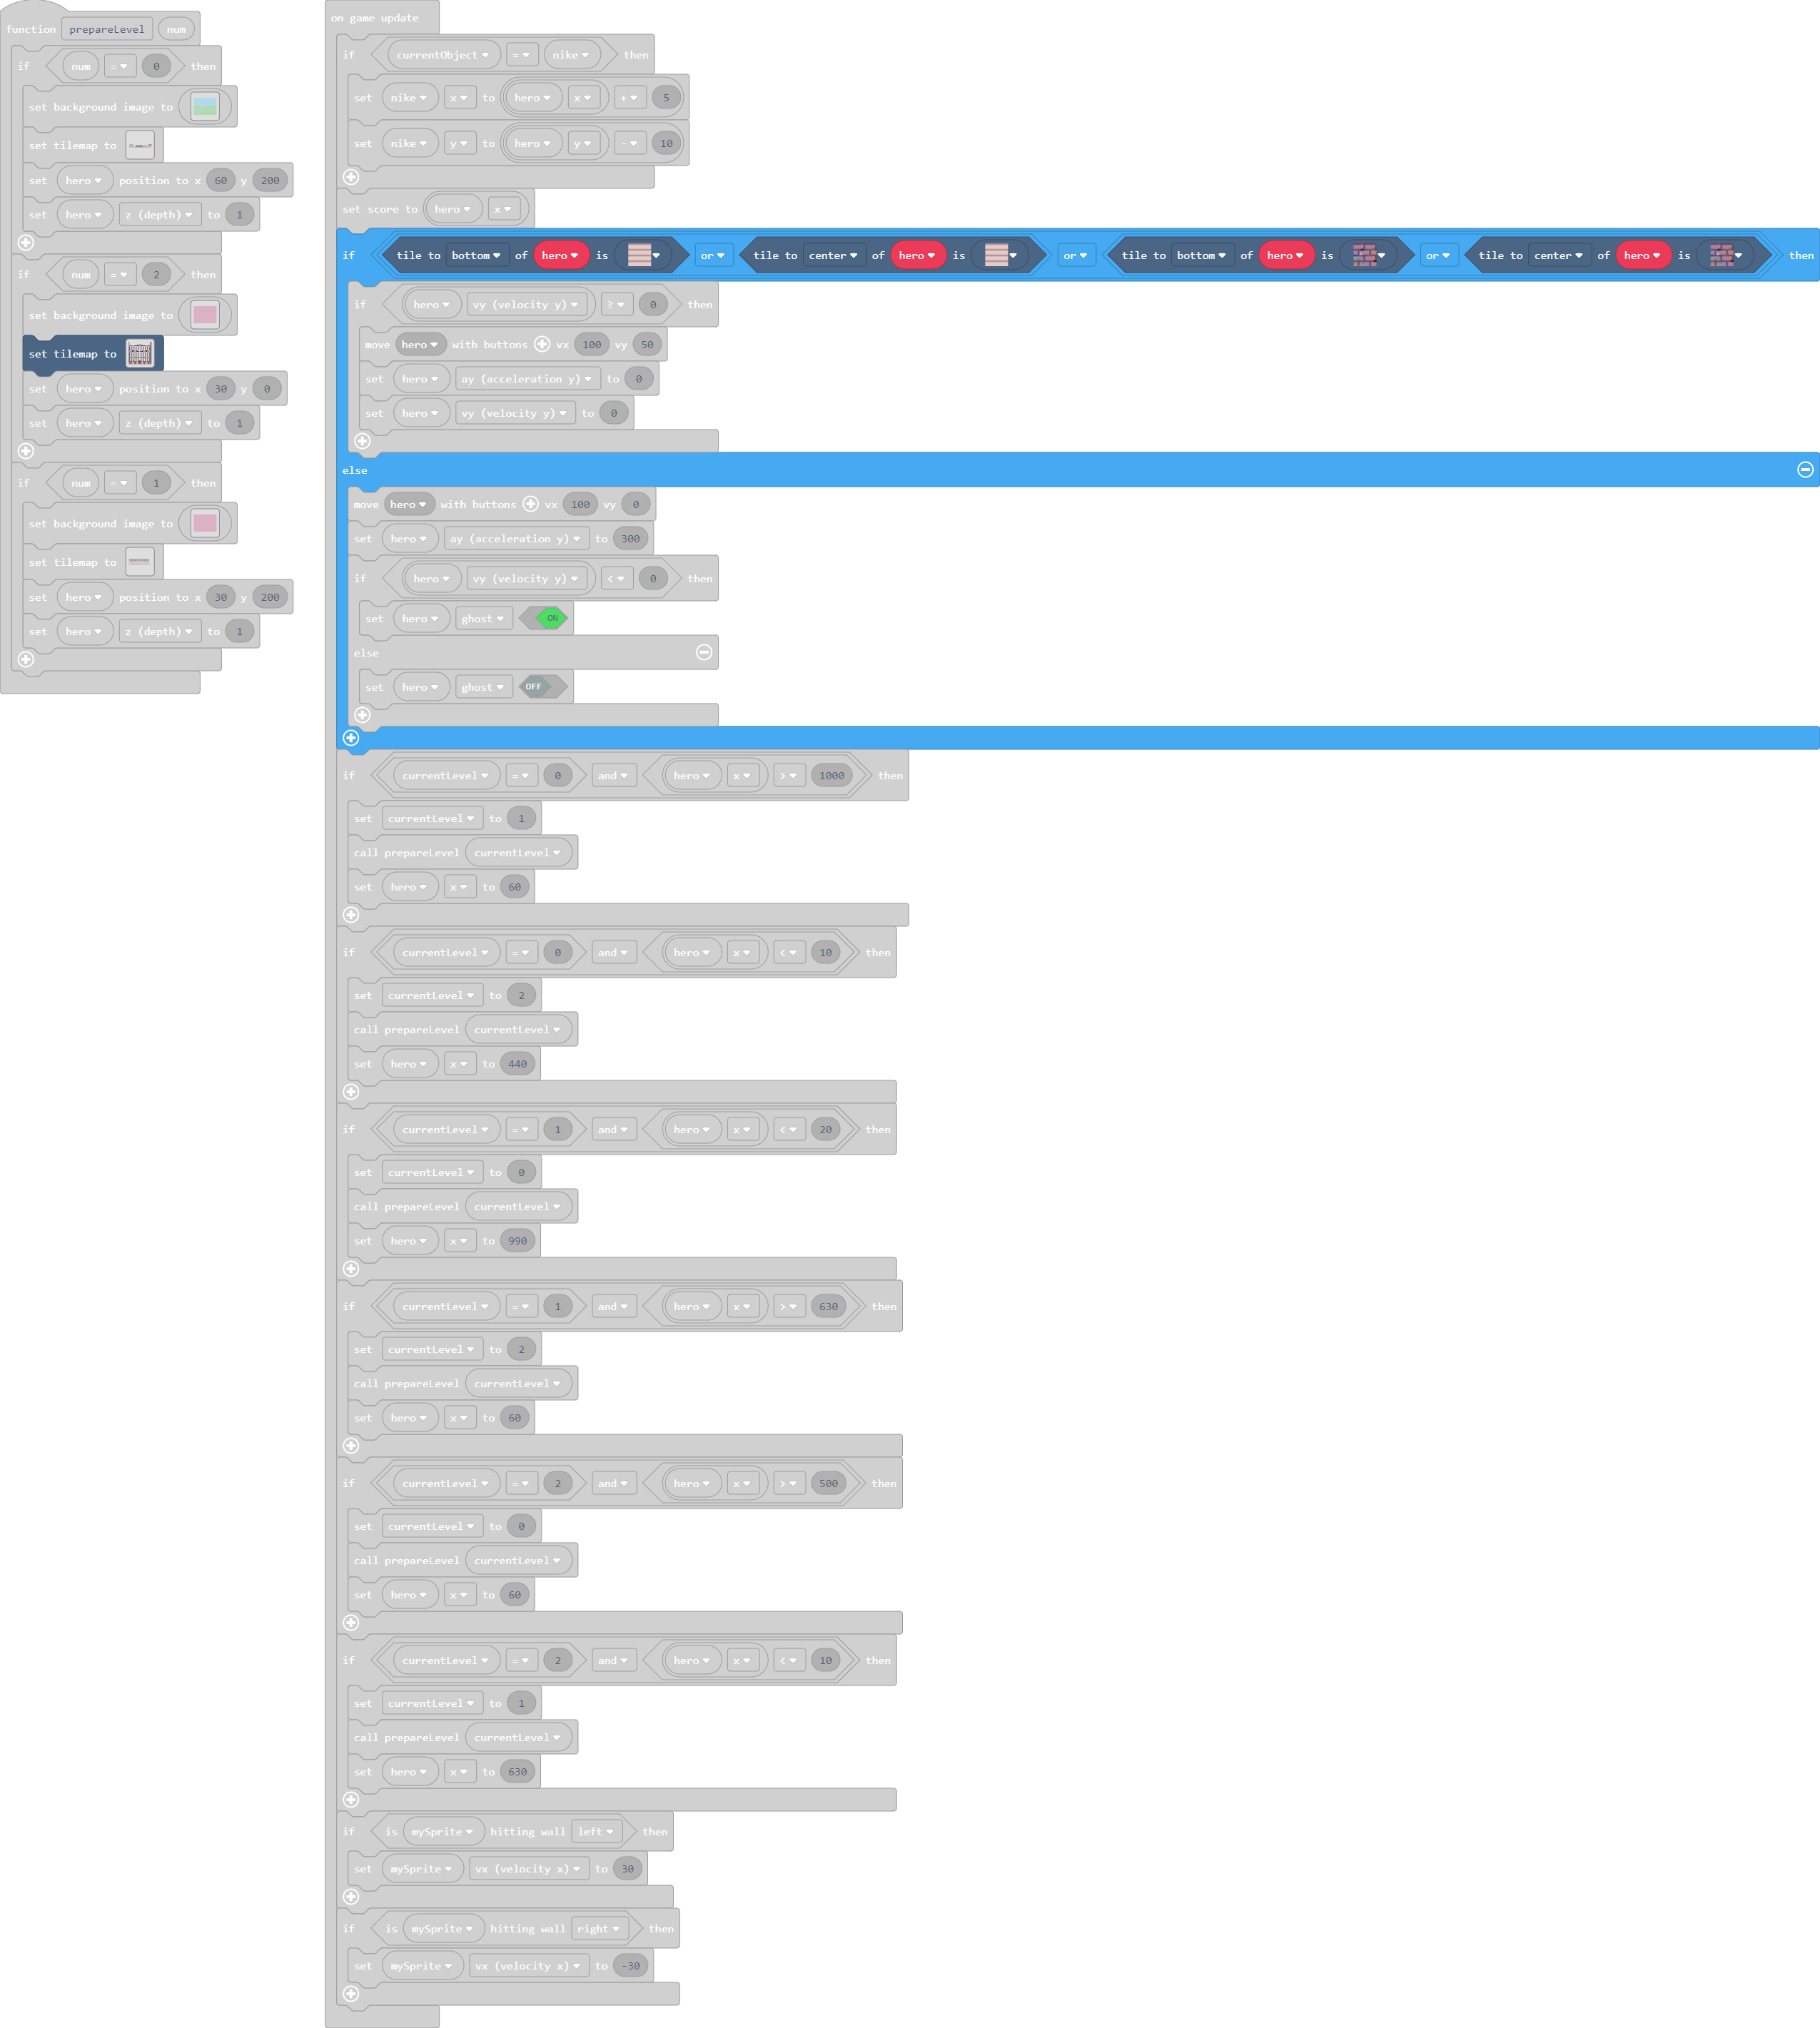 function prepareLevel num
if num = 0 then
set background image to
set tilemap to
set hero position to x 60 y 200
set hero z (depth) to 1
if num = 2 then
set background image to
set tilemap to
set hero position to x 30 y 0
set hero z (depth) to 1
if num = 1 then
set background image to
set tilemap to
set hero position to x 30 y 200
set hero z (depth) to 1
on game update
if currentObject = nike then
set nike x to hero x + 5
set nike y to hero y - 10
set score to hero x
if tile to bottom of hero is or tile to center of hero is or tile to bottom of hero is or tile to center of hero is then
if hero vy (velocity y) ≥ 0 then
move hero with buttons vx 100 vy 50
set hero ay (acceleration y) to 0
set hero vy (velocity y) to 0
else
move hero with buttons vx 100 vy 0
set hero ay (acceleration y) to 300
if hero vy (velocity y) < 0 then
set hero ghost ON
else
set hero ghost OFF
if currentLevel = 0 and hero x > 1000 then
set currentLevel to 1
call prepareLevel currentLevel
set hero x to 60
if currentLevel = 0 and hero x < 10 then
set currentLevel to 2
call prepareLevel currentLevel
set hero x to 440
if currentLevel = 1 and hero x < 20 then
set currentLevel to 0
call prepareLevel currentLevel
set hero x to 990
if currentLevel = 1 and hero x > 630 then
set currentLevel to 2
call prepareLevel currentLevel
set hero x to 60
if currentLevel = 2 and hero x > 500 then
set currentLevel to 0
call prepareLevel currentLevel
set hero x to 60
if currentLevel = 2 and hero x < 10 then
set currentLevel to 1
call prepareLevel currentLevel
set hero x to 630
if is mySprite hitting wall left then
set mySprite vx (velocity x) to 30
if is mySprite hitting wall right then
set mySprite vx (velocity x) to -30